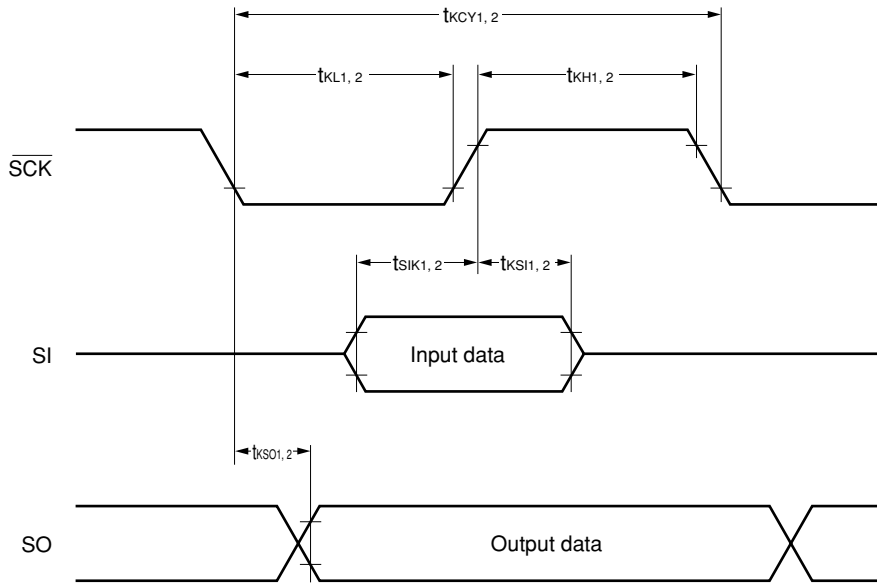 tKCY1, 2
tKL1, 2
tKH1, 2
SCK
tSIK1, 2
tKSI1, 2
SI
Input data
tKSO1, 2
SO
Output data